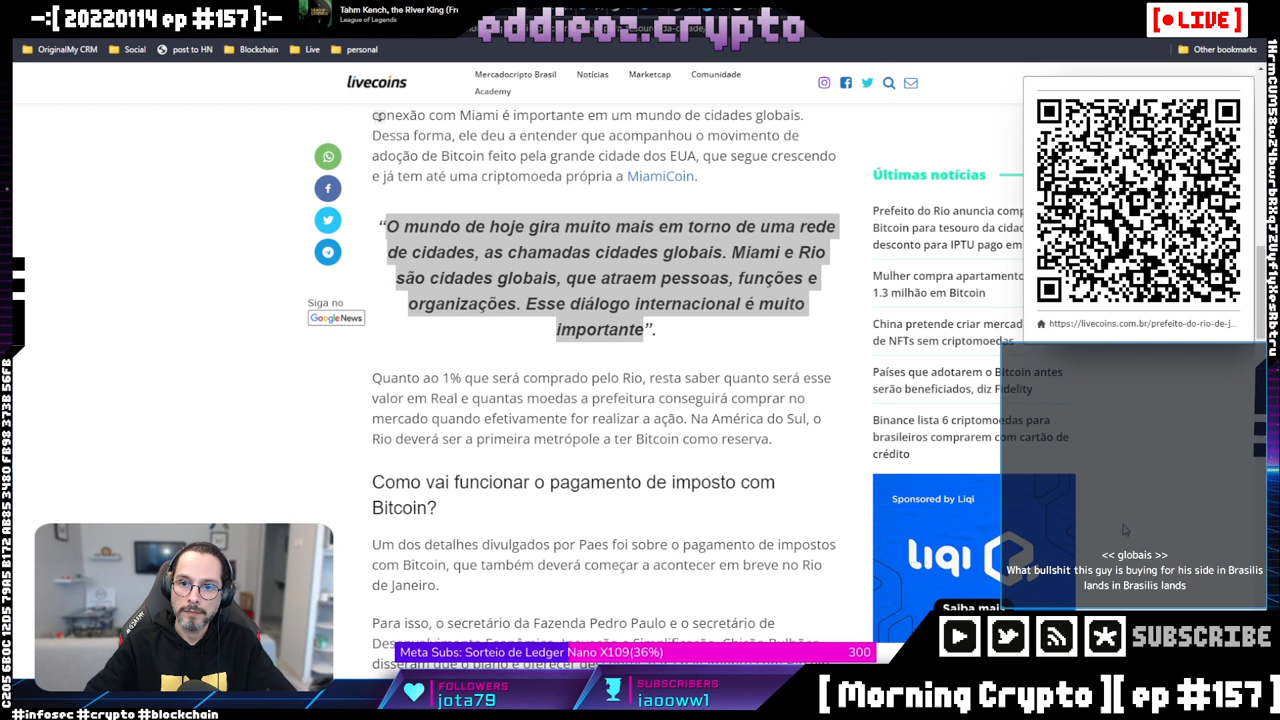 -:[ 20220114 ep #157]:-
Tahm Kench, the River King (Fr
League of Legends
eddieoz.crypto
[ ● LIVE ]
OriginalMy CRM
Social
post to HN
Blockchain
Live
personal
Other bookmarks
livecoins
Mercadocripto Brasil
Notícias
Marketcap
Comunidade
Academy
conexão com Miami é importante em um mundo de cidades globais.
Dessa forma, ele deu a entender que acompanhou o movimento de
adoção de Bitcoin feito pela grande cidade dos EUA, que segue crescendo
e já tem até uma criptomoeda própria a MiamiCoin.
“O mundo de hoje gira muito mais em torno de uma rede
de cidades, as chamadas cidades globais. Miami e Rio
são cidades globais, que atraem pessoas, funções e
organizações. Esse diálogo internacional é muito
importante”.
Siga no
Google News
Quanto ao 1% que será comprado pelo Rio, resta saber quanto será esse
valor em Real e quantas moedas a prefeitura conseguirá comprar no
mercado quando efetivamente for realizar a ação. Na América do Sul, o
Rio deverá ser a primeira metrópole a ter Bitcoin como reserva.
Como vai funcionar o pagamento de imposto com
Bitcoin?
Um dos detalhes divulgados por Paes foi sobre o pagamento de impostos
com Bitcoin, que também deverá começar a acontecer em breve no Rio
de Janeiro.
Para isso, o secretário da Fazenda Pedro Paulo e o secretário de
Últimas notícias
Prefeito do Rio anuncia comp
Bitcoin para tesouro da cida
desconto para IPTU pago em
Mulher compra apartamento
1.3 milhão em Bitcoin
China pretende criar mercad
de NFTs sem criptomoedas
Países que adotarem o Bitcoin antes
serão beneficiados, diz Fidelity
Binance lista 6 criptomoedas para
brasileiros comprarem com cartão de
crédito
https://livecoins.com.br/prefeito-do-rio-de-j...
Sponsored by Liqi
liqi
Saiba mais
<< globais >>
What bullshit this guy is buying for his side in Brasilis
lands in Brasilis lands
Meta Subs: Sorteio de Ledger Nano X109(36%)
300
FOLLOWERS
jota79
SUBSCRIBERS
iaooww1
SUBSCRIBE
[ Morning Crypto ][ ep #157 ]
#infosec #crypto #blockchain